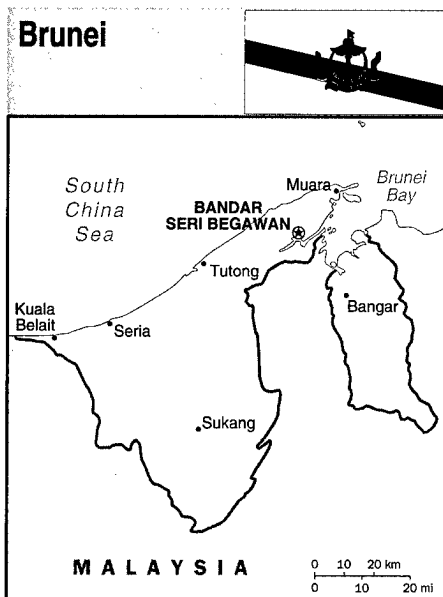 Brunei
South
China
Sea
Muara
Brunei
Bay
BANDAR
SERI BEGAWAN
Tutong
Kuala
Belait
Seria
Bangar
Sukang
MALAYSIA
0 10 20 km
0 10 20 mi